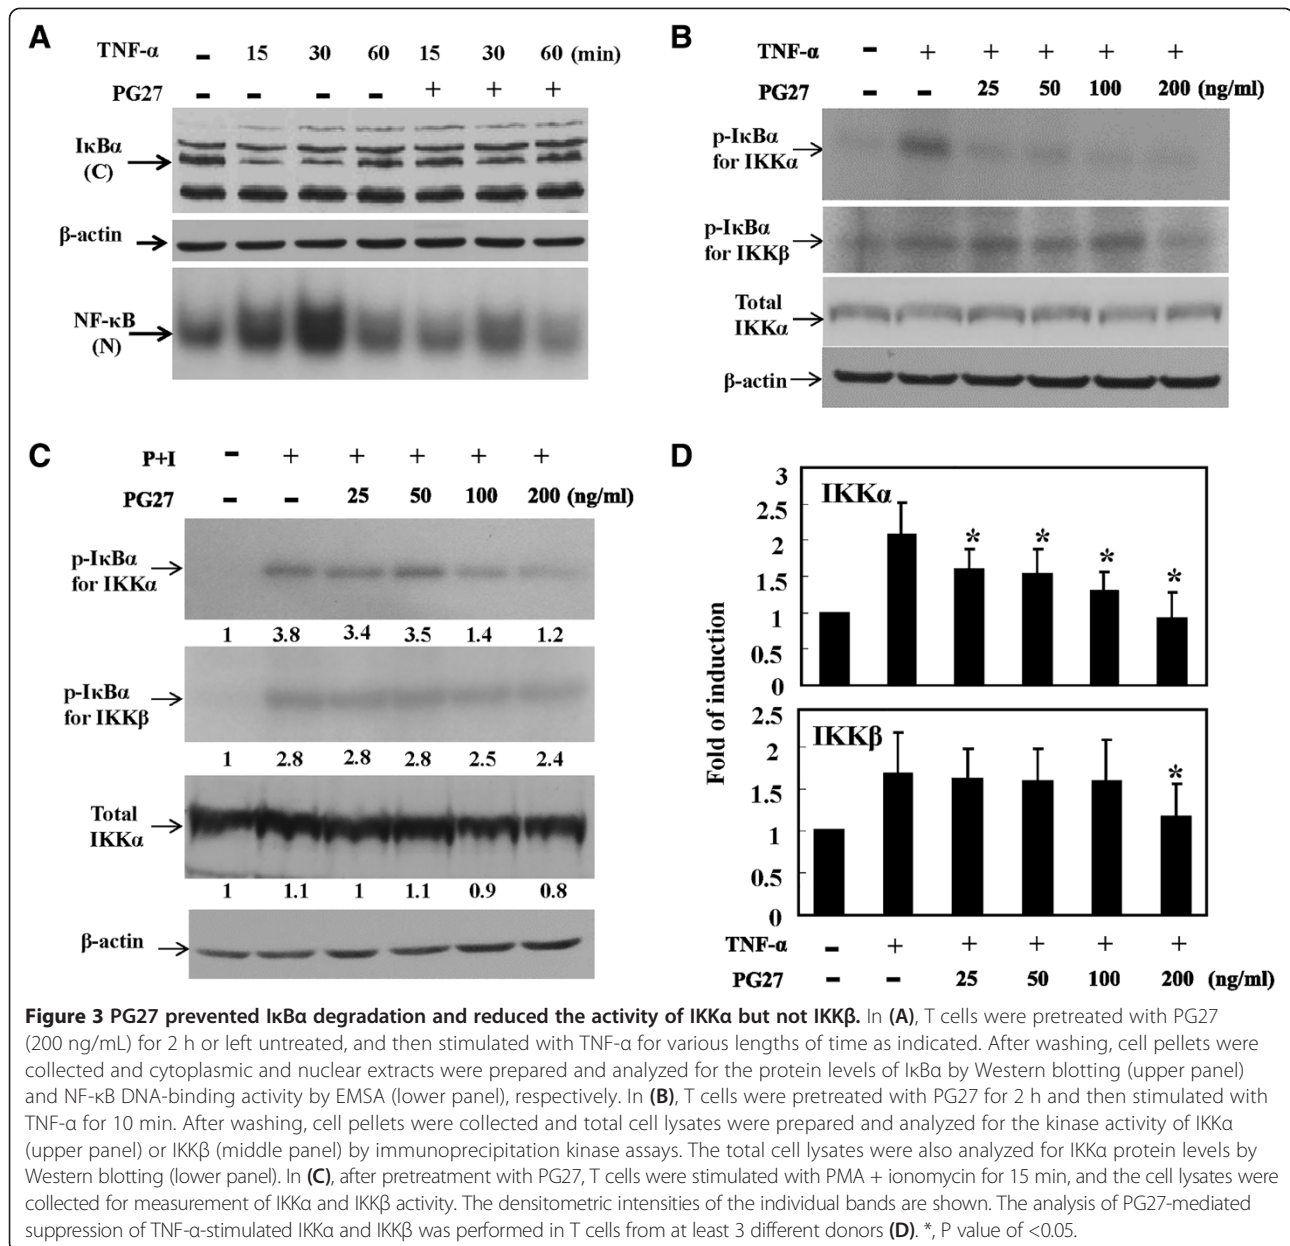 A
TNF-α – 15 30 60 15 30 60 (min)
PG27 – – – – + + +
IκBα
(C)
β-actin
NF-κB
(N)
B
TNF-α – + + + + +
PG27 – – 25 50 100 200 (ng/ml)
p-IκBα
for IKKα
p-IκBα
for IKKβ
Total
IKKα
β-actin
C
P+I – + + + + +
PG27 – – 25 50 100 200 (ng/ml)
p-IκBα
for IKKα
1 3.8 3.4 3.5 1.4 1.2
p-IκBα
for IKKβ
1 2.8 2.8 2.8 2.5 2.4
Total
IKKα
1 1.1 1 1.1 0.9 0.8
β-actin
D
Fold of induction
3
2.5
2
1.5
1
0.5
0
IKKα
* * * *
2.5
2
1.5
1
0.5
0
IKKβ
*
TNF-α – + + + + +
PG27 – – 25 50 100 200 (ng/ml)
Figure 3 PG27 prevented IκBα degradation and reduced the activity of IKKα but not IKKβ. In (A), T cells were pretreated with PG27
(200 ng/mL) for 2 h or left untreated, and then stimulated with TNF-α for various lengths of time as indicated. After washing, cell pellets were
collected and cytoplasmic and nuclear extracts were prepared and analyzed for the protein levels of IκBα by Western blotting (upper panel)
and NF-κB DNA-binding activity by EMSA (lower panel), respectively. In (B), T cells were pretreated with PG27 for 2 h and then stimulated with
TNF-α for 10 min. After washing, cell pellets were collected and total cell lysates were prepared and analyzed for the kinase activity of IKKα
(upper panel) or IKKβ (middle panel) by immunoprecipitation kinase assays. The total cell lysates were also analyzed for IKKα protein levels by
Western blotting (lower panel). In (C), after pretreatment with PG27, T cells were stimulated with PMA + ionomycin for 15 min, and the cell lysates were
collected for measurement of IKKα and IKKβ activity. The densitometric intensities of the individual bands are shown. The analysis of PG27-mediated
suppression of TNF-α-stimulated IKKα and IKKβ was performed in T cells from at least 3 different donors (D). *, P value of <0.05.